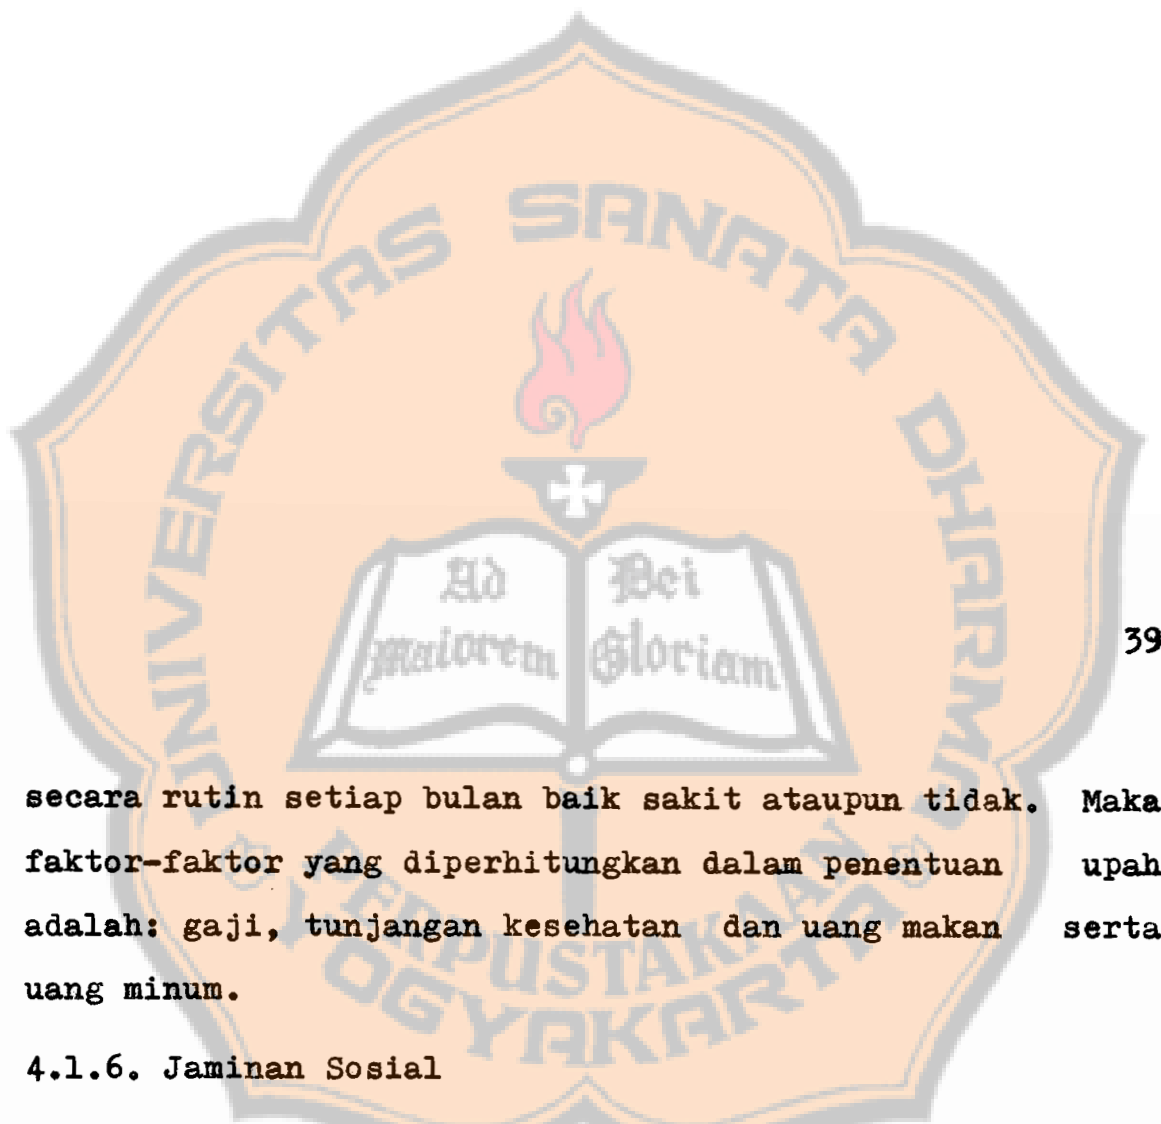 UNIVERSITAS SANATA DHARMA
Ad Dei
Maiorem Gloriam
39
secara rutin setiap bulan baik sakit ataupun tidak. Maka
faktor-faktor yang diperhitungkan dalam penentuan upah
adalah: gaji, tunjangan kesehatan dan uang makan serta
uang minum.
PERPUSTAKAAN
YOGYAKARTA
4.1.6. Jaminan Sosial